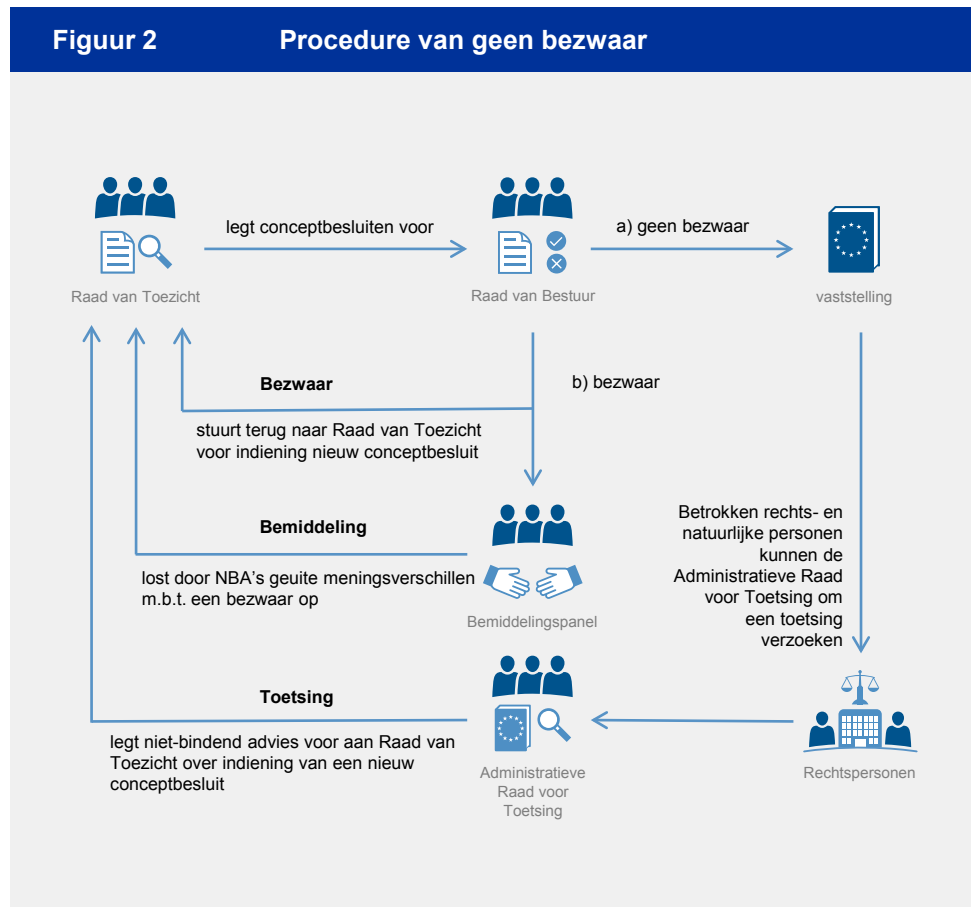 Figuur 2 Procedure van geen bezwaar
legt conceptbesluiten voor
a) geen bezwaar
Raad van Toezicht
Raad van Bestuur
vaststelling
Bezwaar
b) bezwaar
stuurt terug naar Raad van Toezicht
voor indiening nieuw conceptbesluit
Bemiddeling
lost door NBA's geuite meningsverschillen
m.b.t. een bezwaar op
Bemiddelingspanel
Betrokken rechts- en
natuurlijke personen
kunnen de
Administratieve Raad
voor Toetsing om
een toetsing
verzoeken
Toetsing
legt niet-bindend advies voor aan Raad van
Toezicht over indiening van een nieuw
conceptbesluit
Administratieve
Raad voor
Toetsing
Rechtspersonen